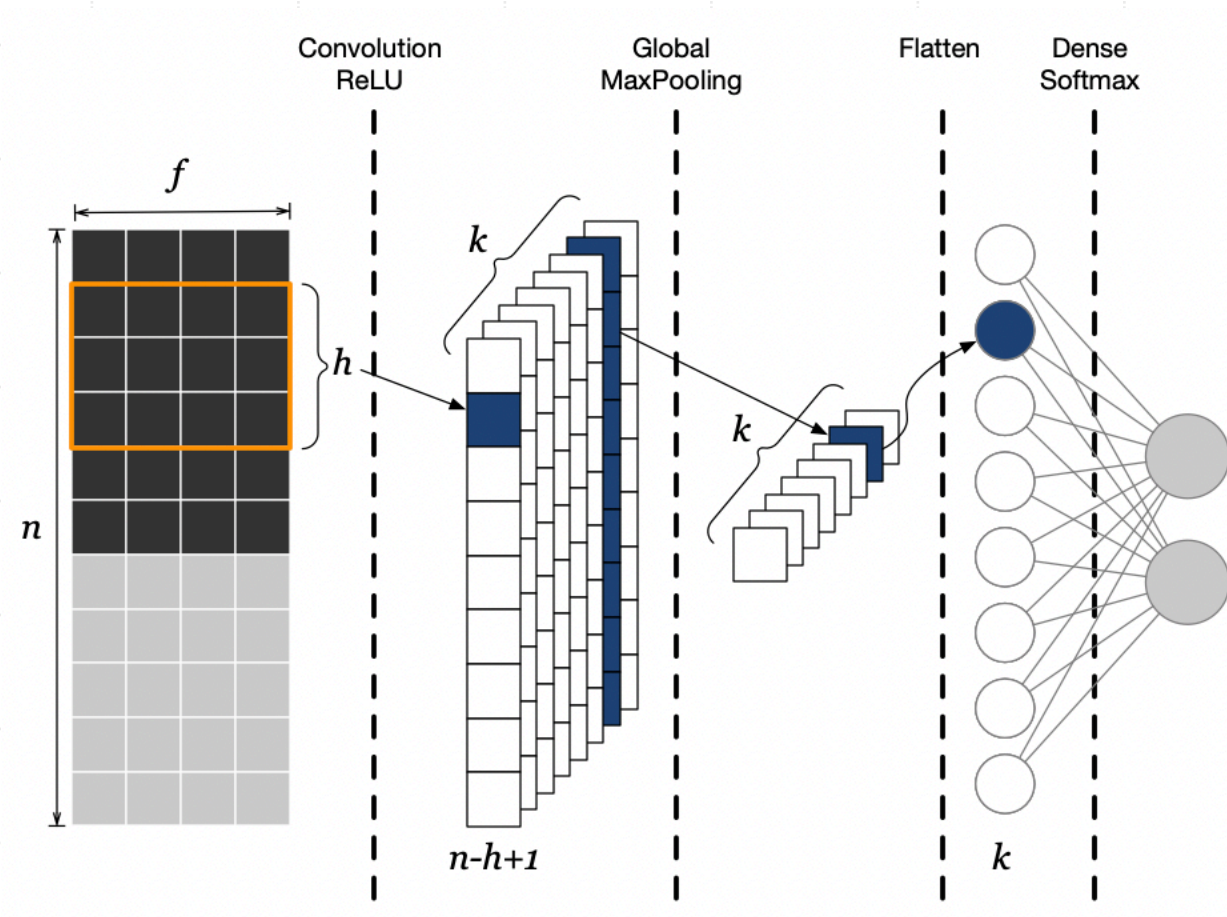 Convolution
ReLU
Global
MaxPooling
Flatten
Dense
Softmax
f
k
h
k
n
n-h+1
k